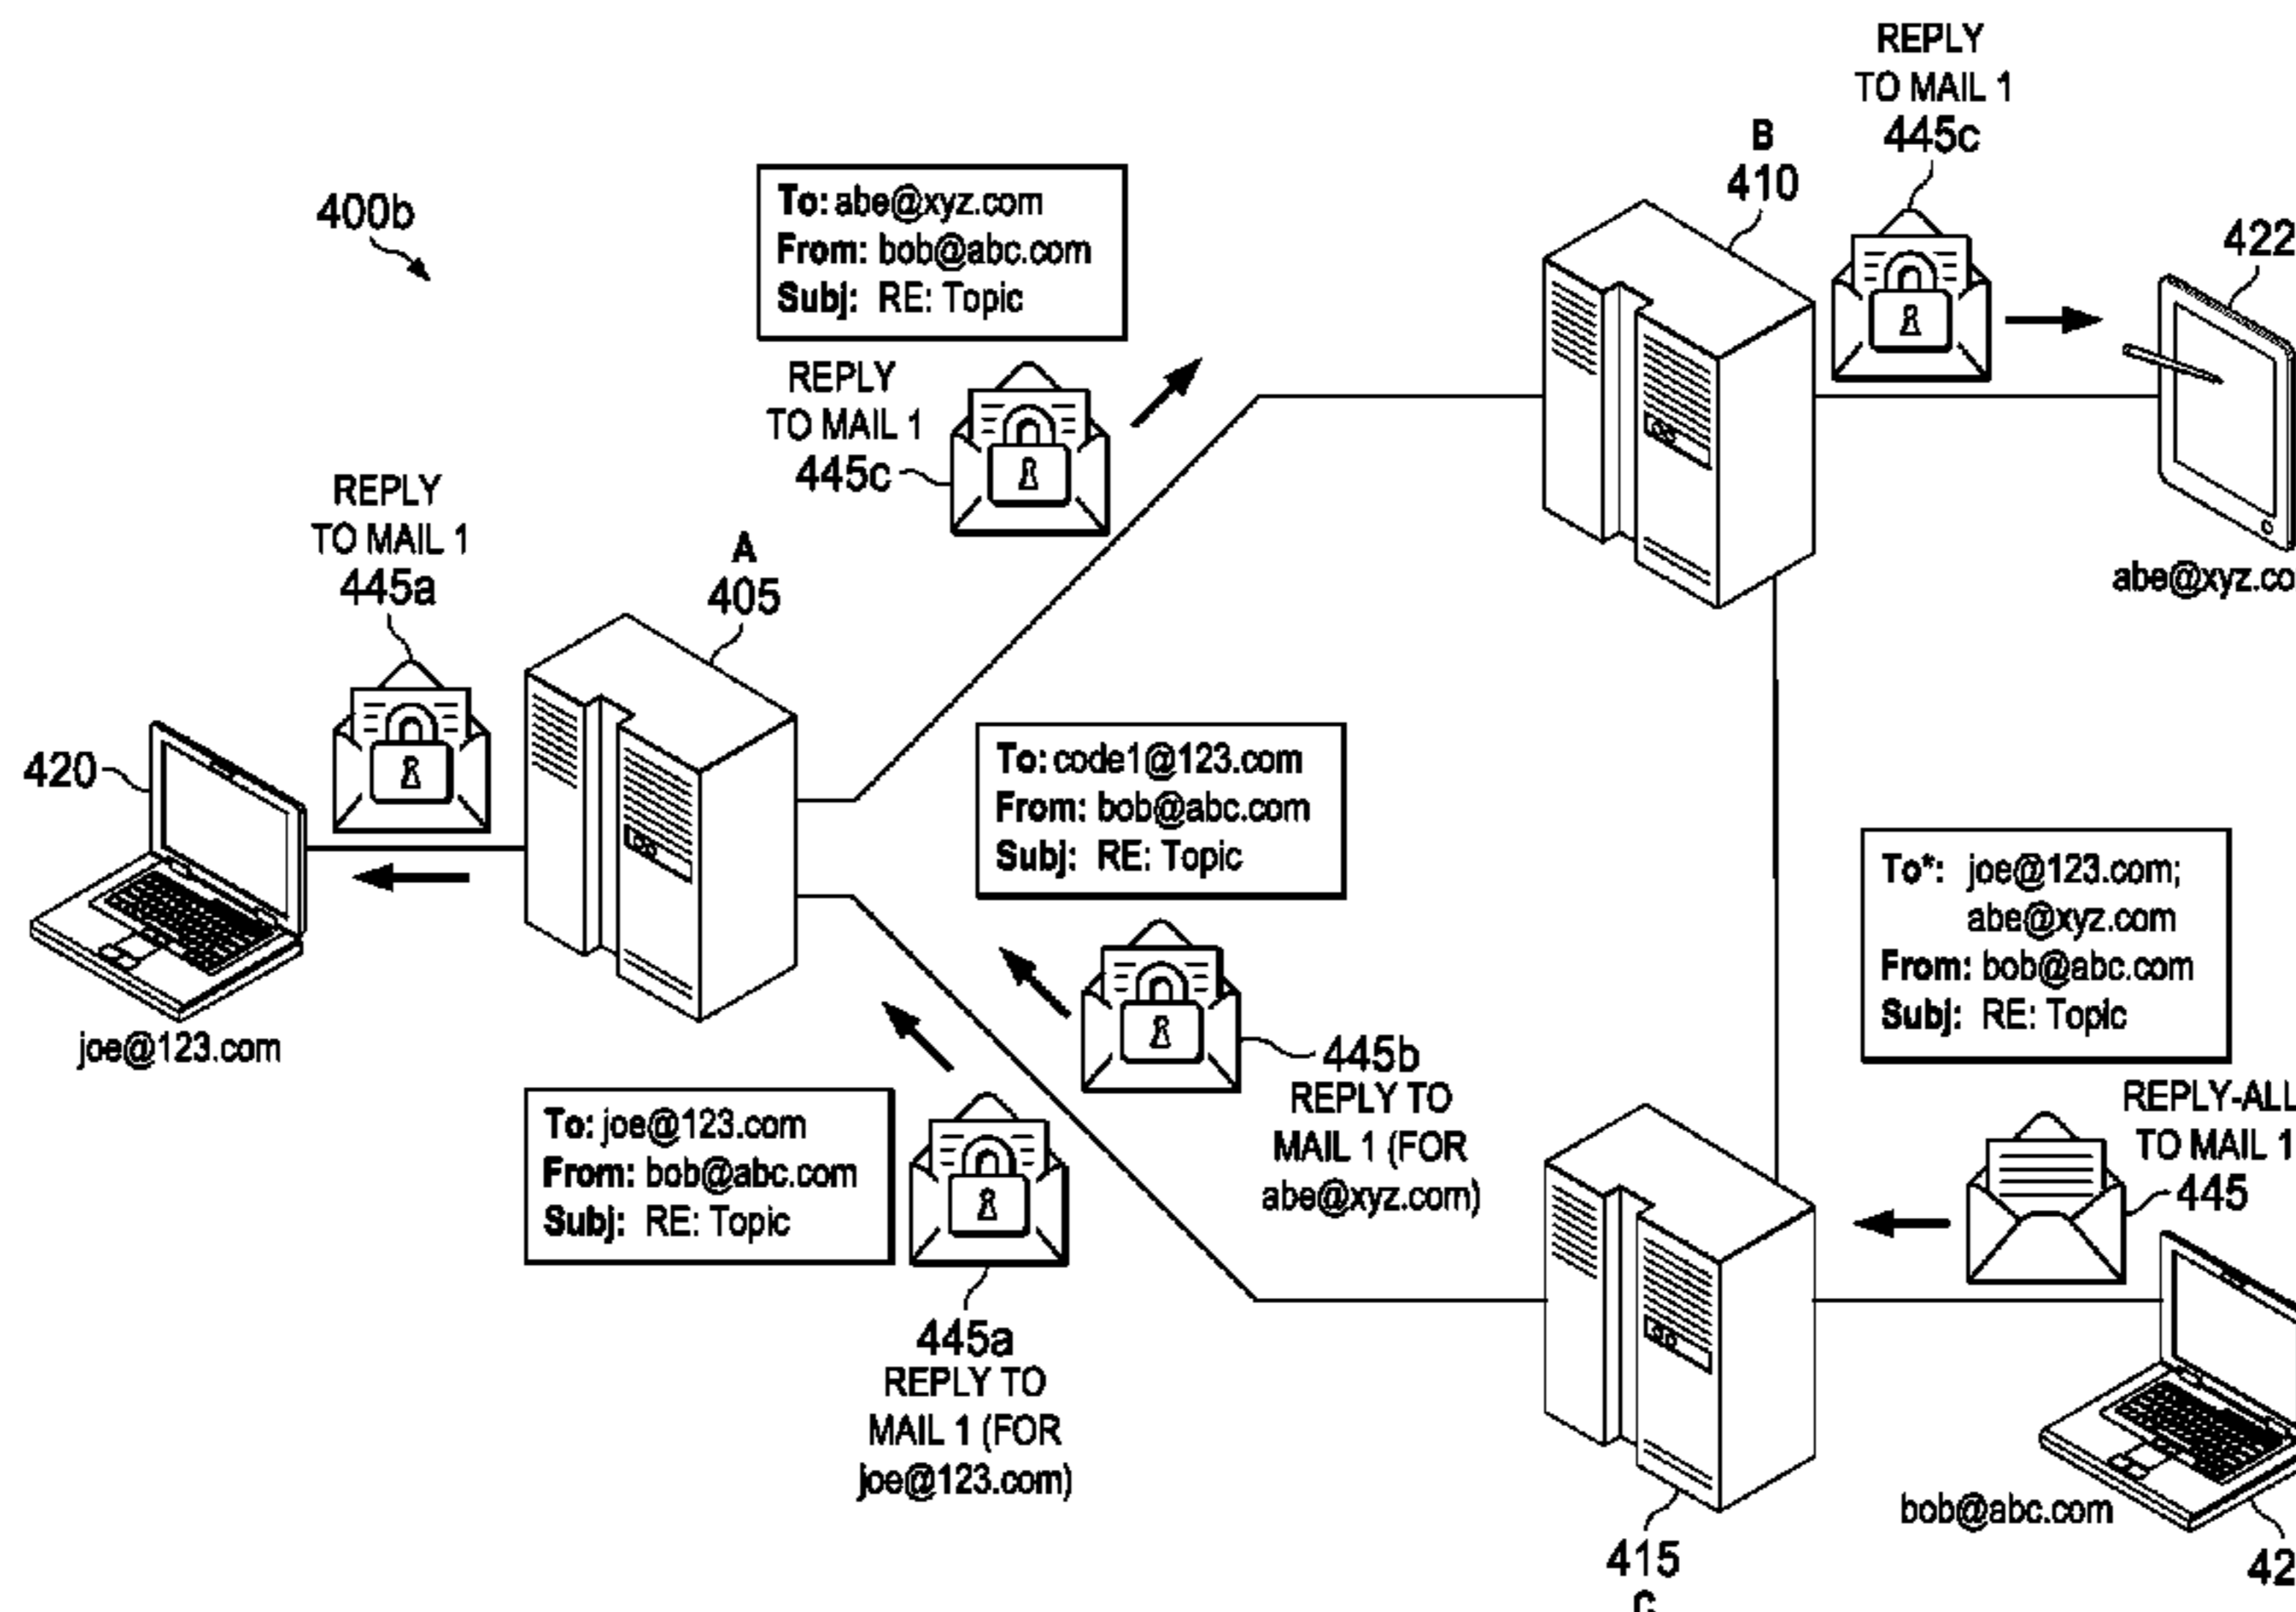 REPLY
TO MAIL 1
445c
B
410
422
400b
To: abe@xyz.com
From: bob@abc.com
Subj: RE: Topic
REPLY
TO MAIL 1
445c
abe@xyz.co
REPLY
TO MAIL 1
445a
A
405
420
joe@123.com
To: code1@123.com
From: bob@abc.com
Subj: RE: Topic
To*: joe@123.com;
abe@xyz.com
From: bob@abc.com
Subj: RE: Topic
445b
REPLY TO
MAIL 1 (FOR
abe@xyz.com)
REPLY-ALL
TO MAIL 1
445
To: joe@123.com
From: bob@abc.com
Subj: RE: Topic
445a
REPLY TO
MAIL 1 (FOR
joe@123.com)
bob@abc.com
42
415
C